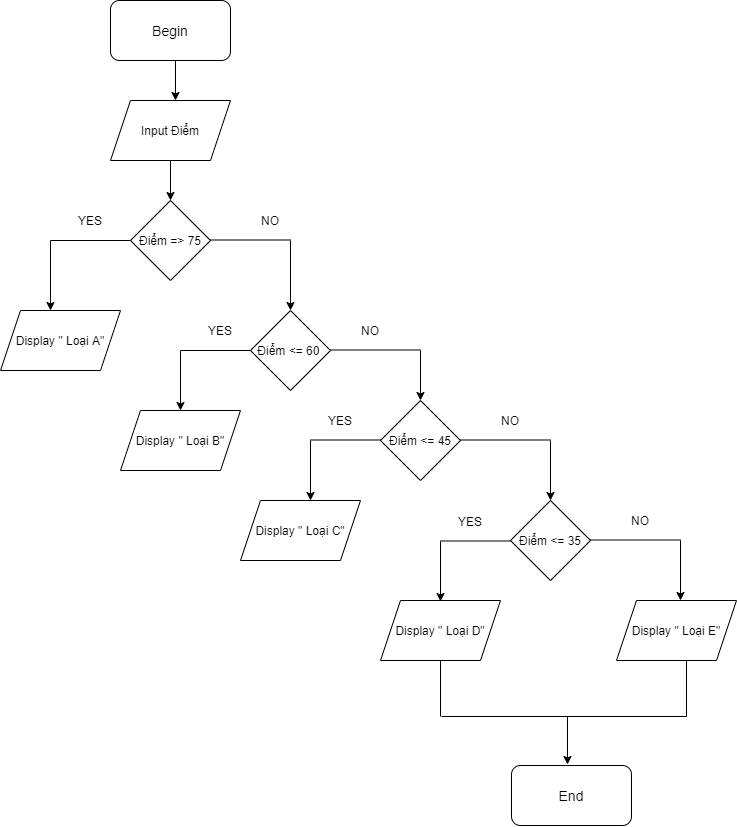 Begin
Input Điểm
YES
NO
Điểm => 75
Display " Loại A"
YES
NO
Điểm <= 60
Display " Loại B"
YES
NO
Điểm <= 45
Display " Loại C"
YES
NO
Điểm <= 35
Display " Loại D"
Display " Loại E"
End